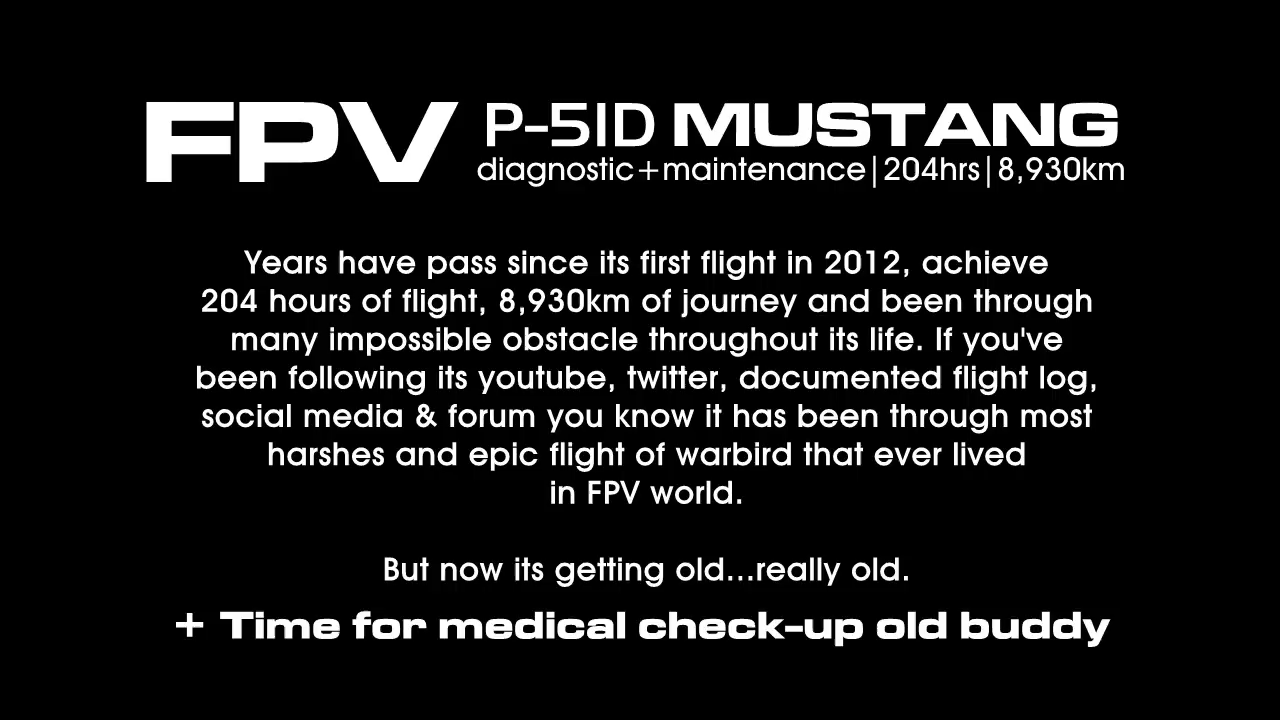 FPV P-51D MUSTANG
diagnostic+maintenance|204hrs|8,930km
Years have pass since its first flight in 2012, achieve
204 hours of flight, 8,930km of journey and been through
many impossible obstacle throughout its life. If you've
been following its youtube, twitter, documented flight log,
social media & forum you know it has been through most
harshes and epic flight of warbird that ever lived
in FPV world.
But now its getting old...really old.
+ Time for medical check-up old buddy